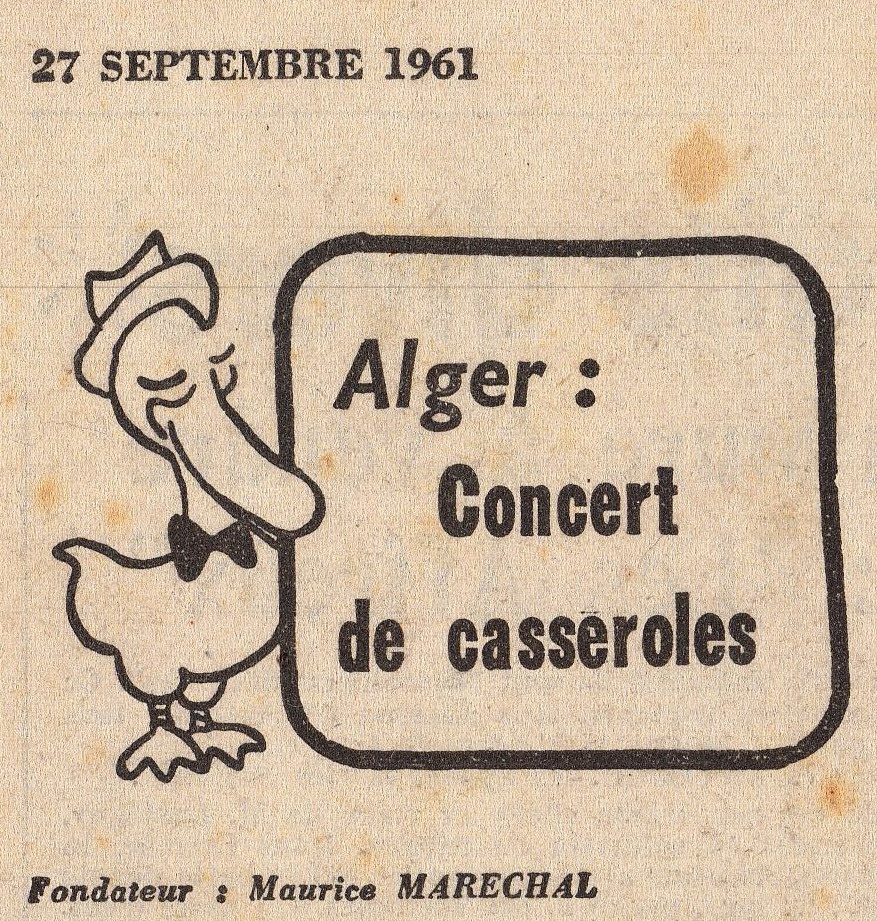 27 SEPTEMBRE 1961
Alger :
Concert
de casseroles
Fondateur : Maurice MARECHAL